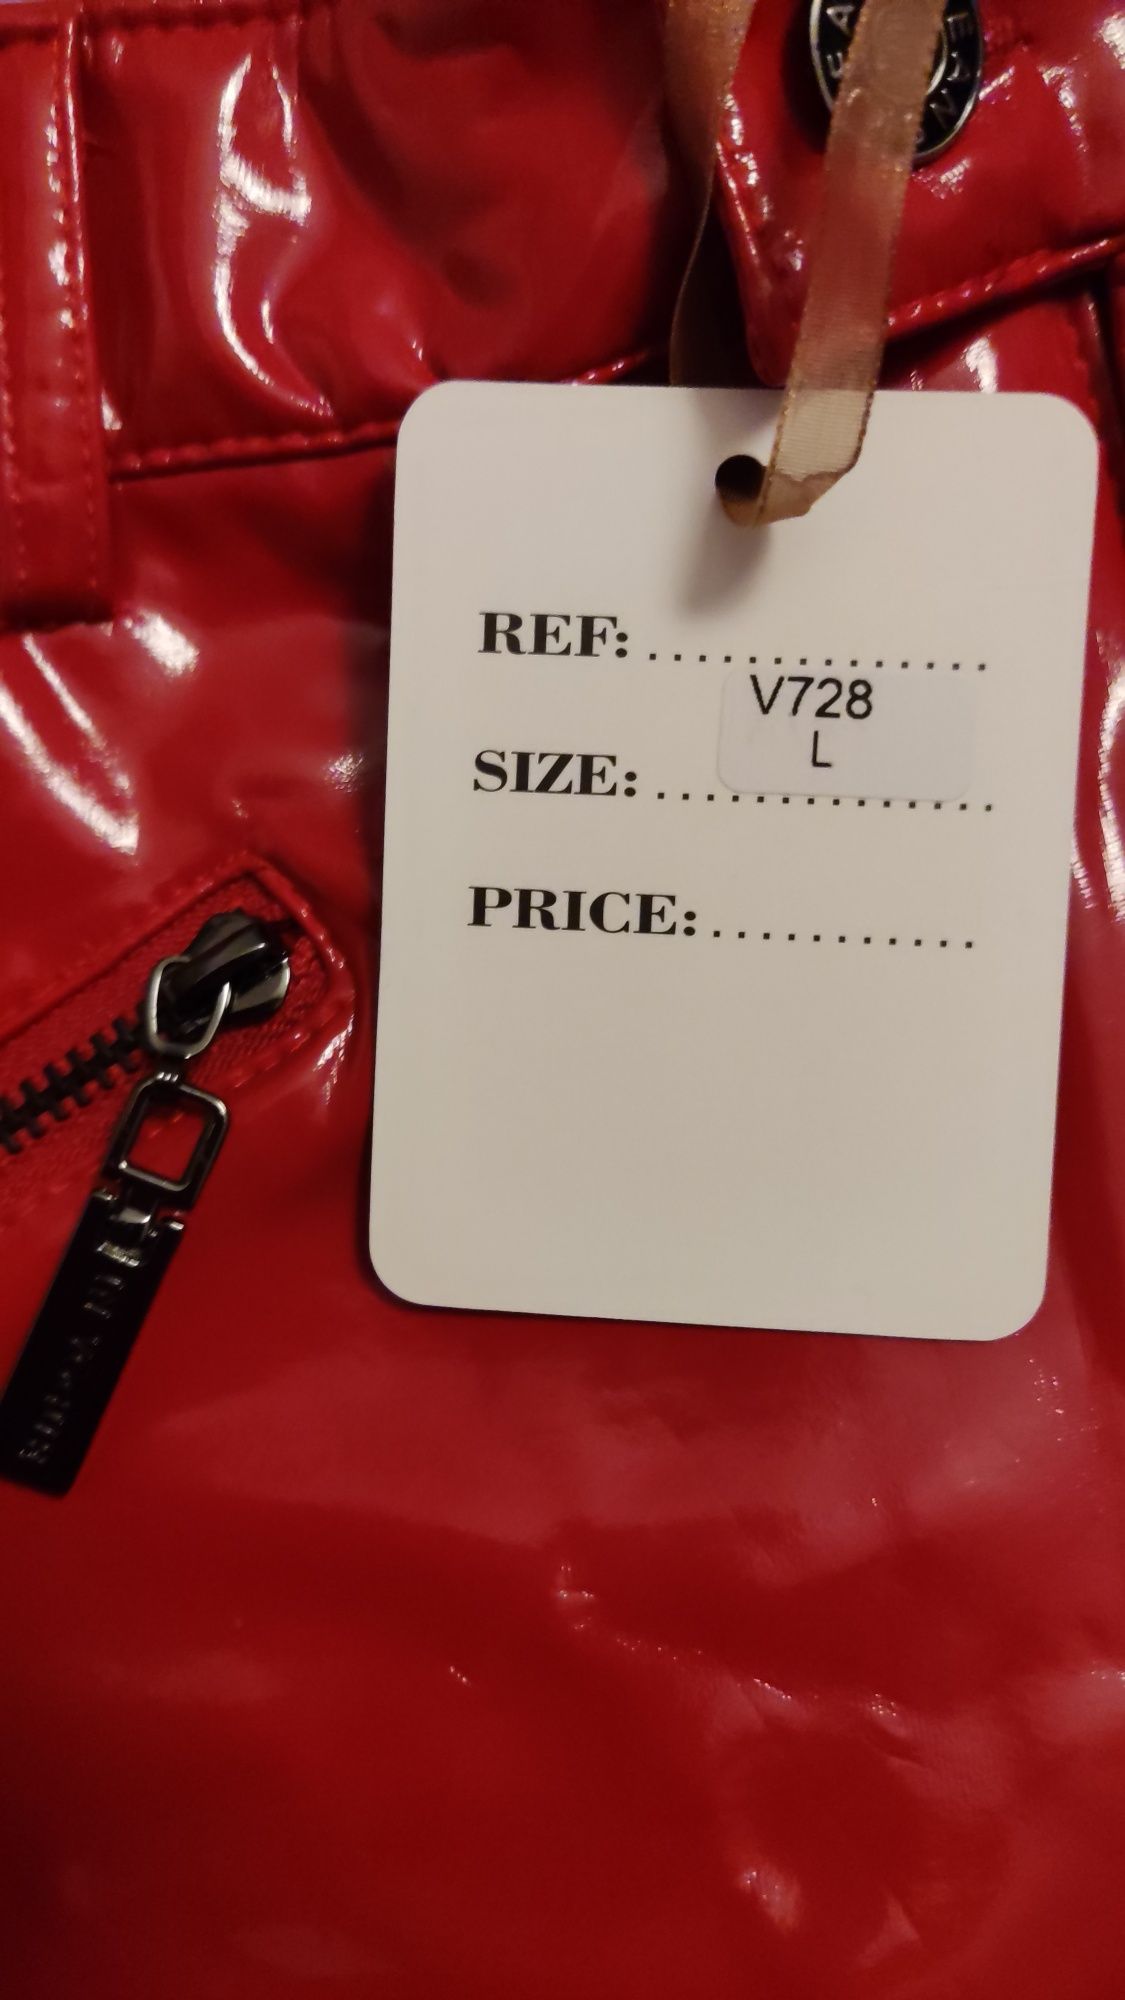 REF: ..............
V728
L
SIZE: ..............
PRICE: ...........